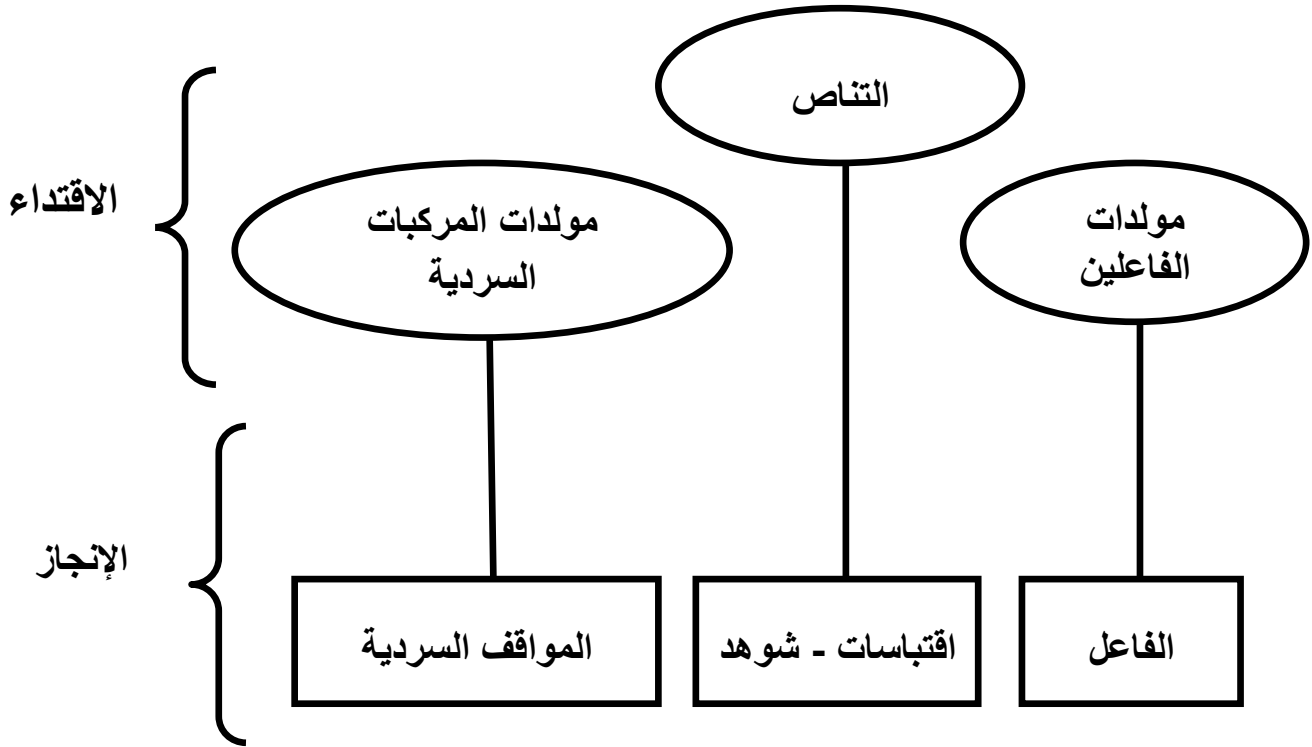 التناص
الاقتداء
مولدات
الفاعلين
مولدات المركبات
السردية
الإنجاز
الفاعل
اقتباسات - شوهد
المواقف السردية